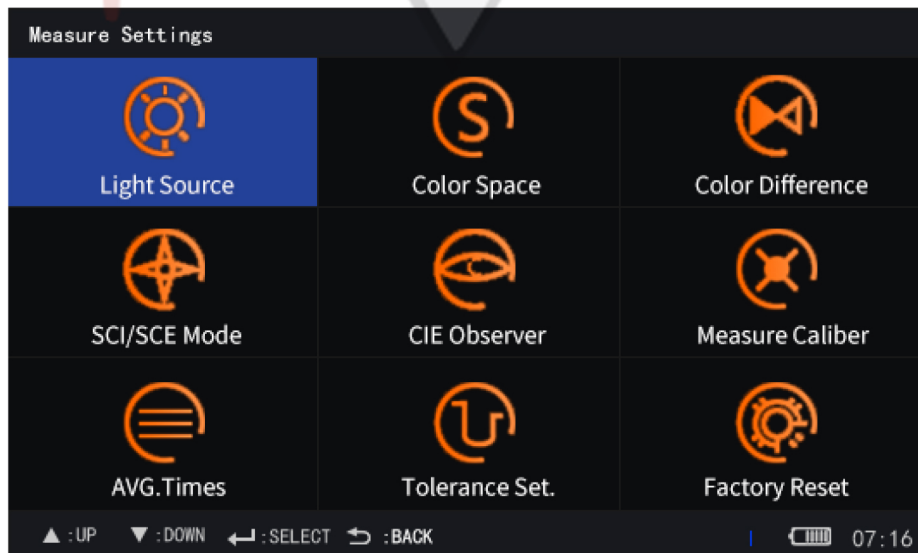 Measure Settings
Light Source Color Space Color Difference
SCI/SCE Mode CIE Observer Measure Caliber
AVG.Times Tolerance Set. Factory Reset
▲:UP ▼:DOWN :SELECT :BACK 07:16